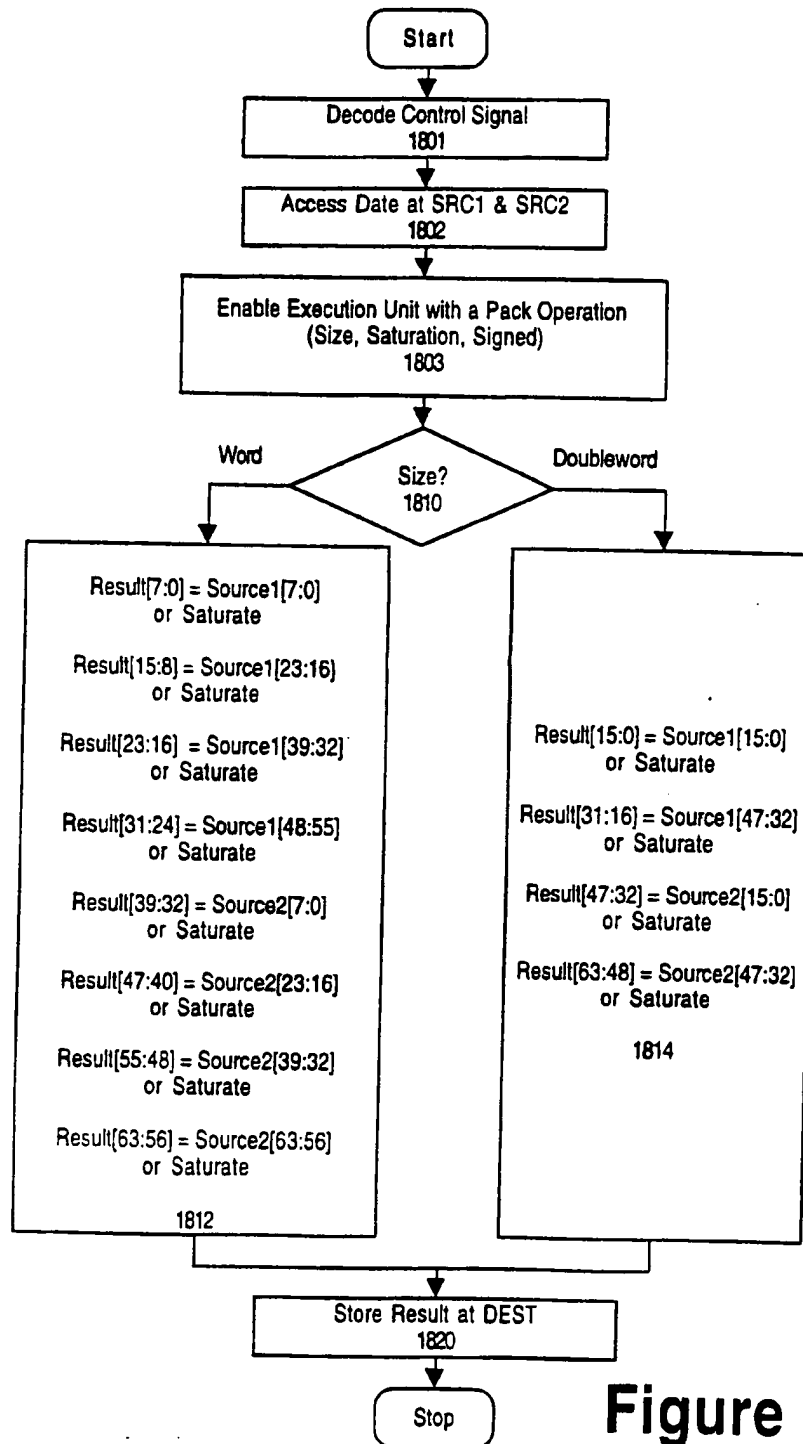 Start
Decode Control Signal
1801
Access Date at SRC1 & SRC2
1802
Enable Execution Unit with a Pack Operation
(Size, Saturation, Signed)
1803
Word
Size?
1810
Doubleword
Result[7:0] = Source1[7:0]
or Saturate
Result[15:8] = Source1[23:16]
or Saturate
Result[23:16] = Source1[39:32]
or Saturate
Result[31:24] = Source1[48:55]
or Saturate
Result[39:32] = Source2[7:0]
or Saturate
Result[47:40] = Source2[23:16]
or Saturate
Result[55:48] = Source2[39:32]
or Saturate
Result[63:56] = Source2[63:56]
or Saturate
1812
Result[15:0] = Source1[15:0]
or Saturate
Result[31:16] = Source1[47:32]
or Saturate
Result[47:32] = Source2[15:0]
or Saturate
Result[63:48] = Source2[47:32]
or Saturate
1814
Store Result at DEST
1820
Stop
Figure